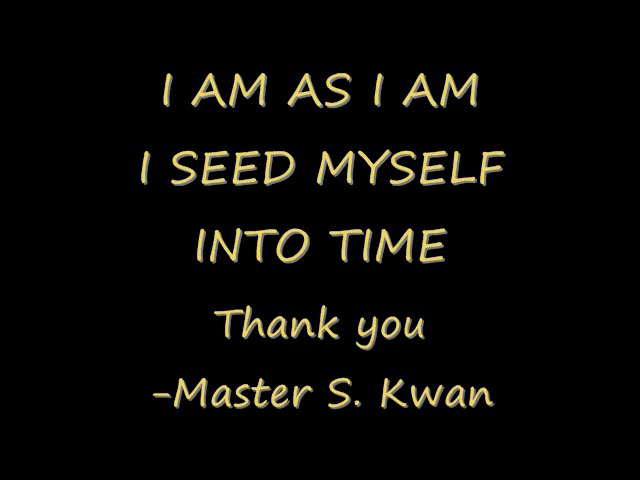 I AM AS I AM
I SEED MYSELF
INTO TIME
Thank you
-Master S. Kwan